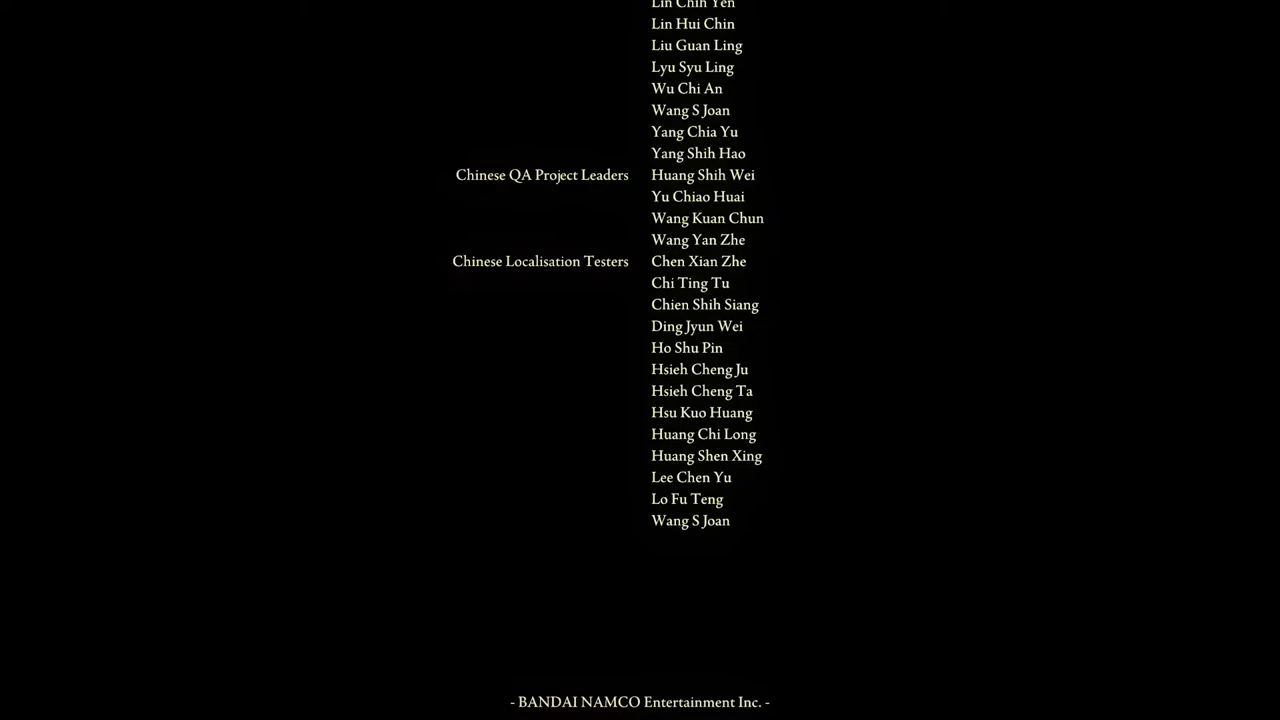 Lin Chih Yen
Lin Hui Chin
Liu Guan Ling
Lyu Syu Ling
Wu Chi An
Wang S Joan
Yang Chia Yu
Yang Shih Hao
Chinese QA Project Leaders Huang Shih Wei
Yu Chiao Huai
Wang Kuan Chun
Wang Yan Zhe
Chinese Localisation Testers Chen Xian Zhe
Chi Ting Tu
Chien Shih Siang
Ding Jyun Wei
Ho Shu Pin
Hsieh Cheng Ju
Hsieh Cheng Ta
Hsu Kuo Huang
Huang Chi Long
Huang Shen Xing
Lee Chen Yu
Lo Fu Teng
Wang S Joan
- BANDAI NAMCO Entertainment Inc. -